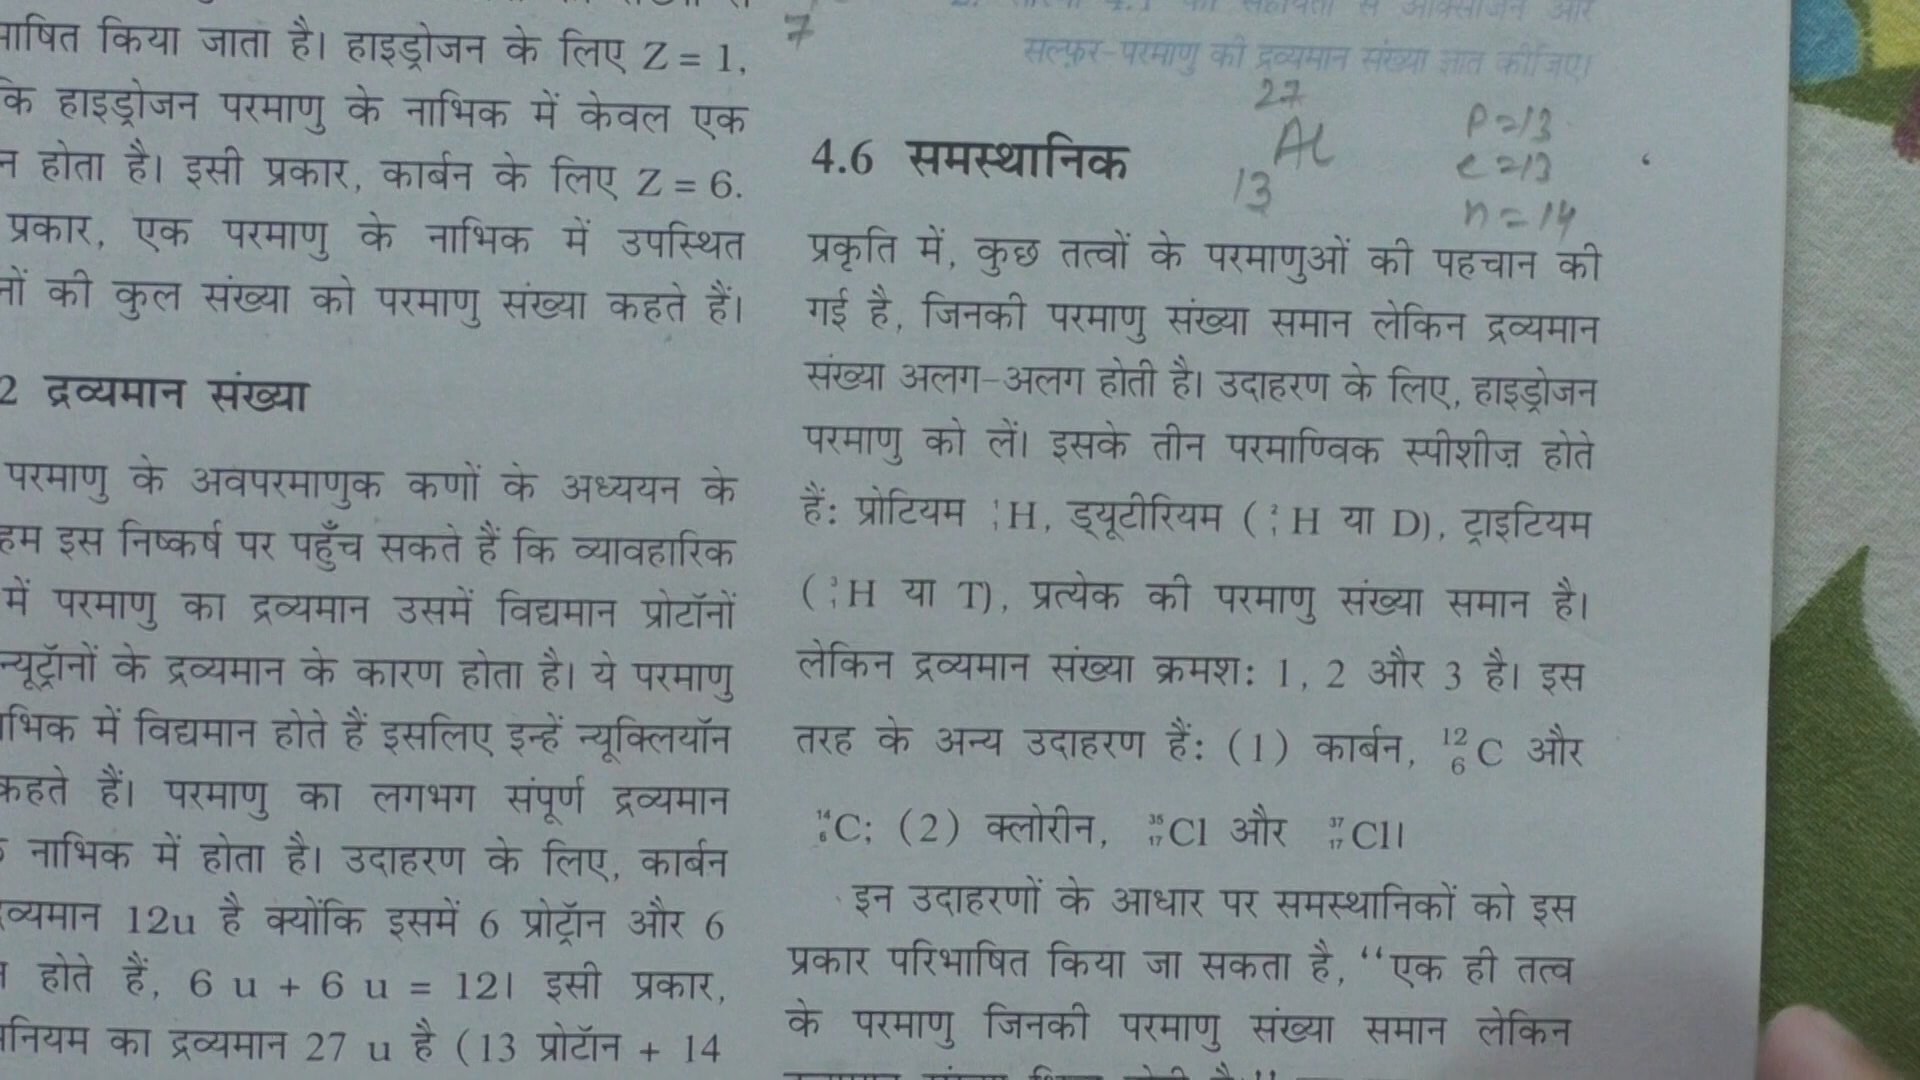 भाषित किया जाता है। हाइड्रोजन के लिए Z = 1,
कि हाइड्रोजन परमाणु के नाभिक में केवल एक
न होता है। इसी प्रकार, कार्बन के लिए Z = 6.
प्रकार, एक परमाणु के नाभिक में उपस्थित
नों की कुल संख्या को परमाणु संख्या कहते हैं।
2 द्रव्यमान संख्या
परमाणु के अवपरमाणुक कणों के अध्ययन के
हम इस निष्कर्ष पर पहुँच सकते हैं कि व्यावहारिक
में परमाणु का द्रव्यमान उसमें विद्यमान प्रोटॉनों
न्यूट्रॉनों के द्रव्यमान के कारण होता है। ये परमाणु
भिक में विद्यमान होते हैं इसलिए इन्हें न्यूक्लियॉन
कहते हैं। परमाणु का लगभग संपूर्ण द्रव्यमान
नाभिक में होता है। उदाहरण के लिए, कार्बन
द्रव्यमान 12u है क्योंकि इसमें 6 प्रोट्रॉन और 6
होते हैं, 6 u + 6 u = 12। इसी प्रकार,
नियम का द्रव्यमान 27 u है (13 प्रोटॉन + 14
7
सल्फ़र-परमाणु की द्रव्यमान संख्या ज्ञात कीजिए।
27
Al
13
P=13
e=13
n=14
4.6 समस्थानिक
प्रकृति में, कुछ तत्वों के परमाणुओं की पहचान की
गई है, जिनकी परमाणु संख्या समान लेकिन द्रव्यमान
संख्या अलग-अलग होती है। उदाहरण के लिए, हाइड्रोजन
परमाणु को लें। इसके तीन परमाण्विक स्पीशीज़ होते
हैं: प्रोटियम ¹₁H, ड्यूटीरियम (²₁H या D), ट्राइटियम
(³₁H या T), प्रत्येक की परमाणु संख्या समान है।
लेकिन द्रव्यमान संख्या क्रमश: 1, 2 और 3 है। इस
तरह के अन्य उदाहरण हैं: (1) कार्बन, ¹²₆C और
¹⁴₆C; (2) क्लोरीन, ³⁵₁₇Cl और ³⁷₁₇Cl।
इन उदाहरणों के आधार पर समस्थानिकों को इस
प्रकार परिभाषित किया जा सकता है, “एक ही तत्व
के परमाणु जिनकी परमाणु संख्या समान लेकिन